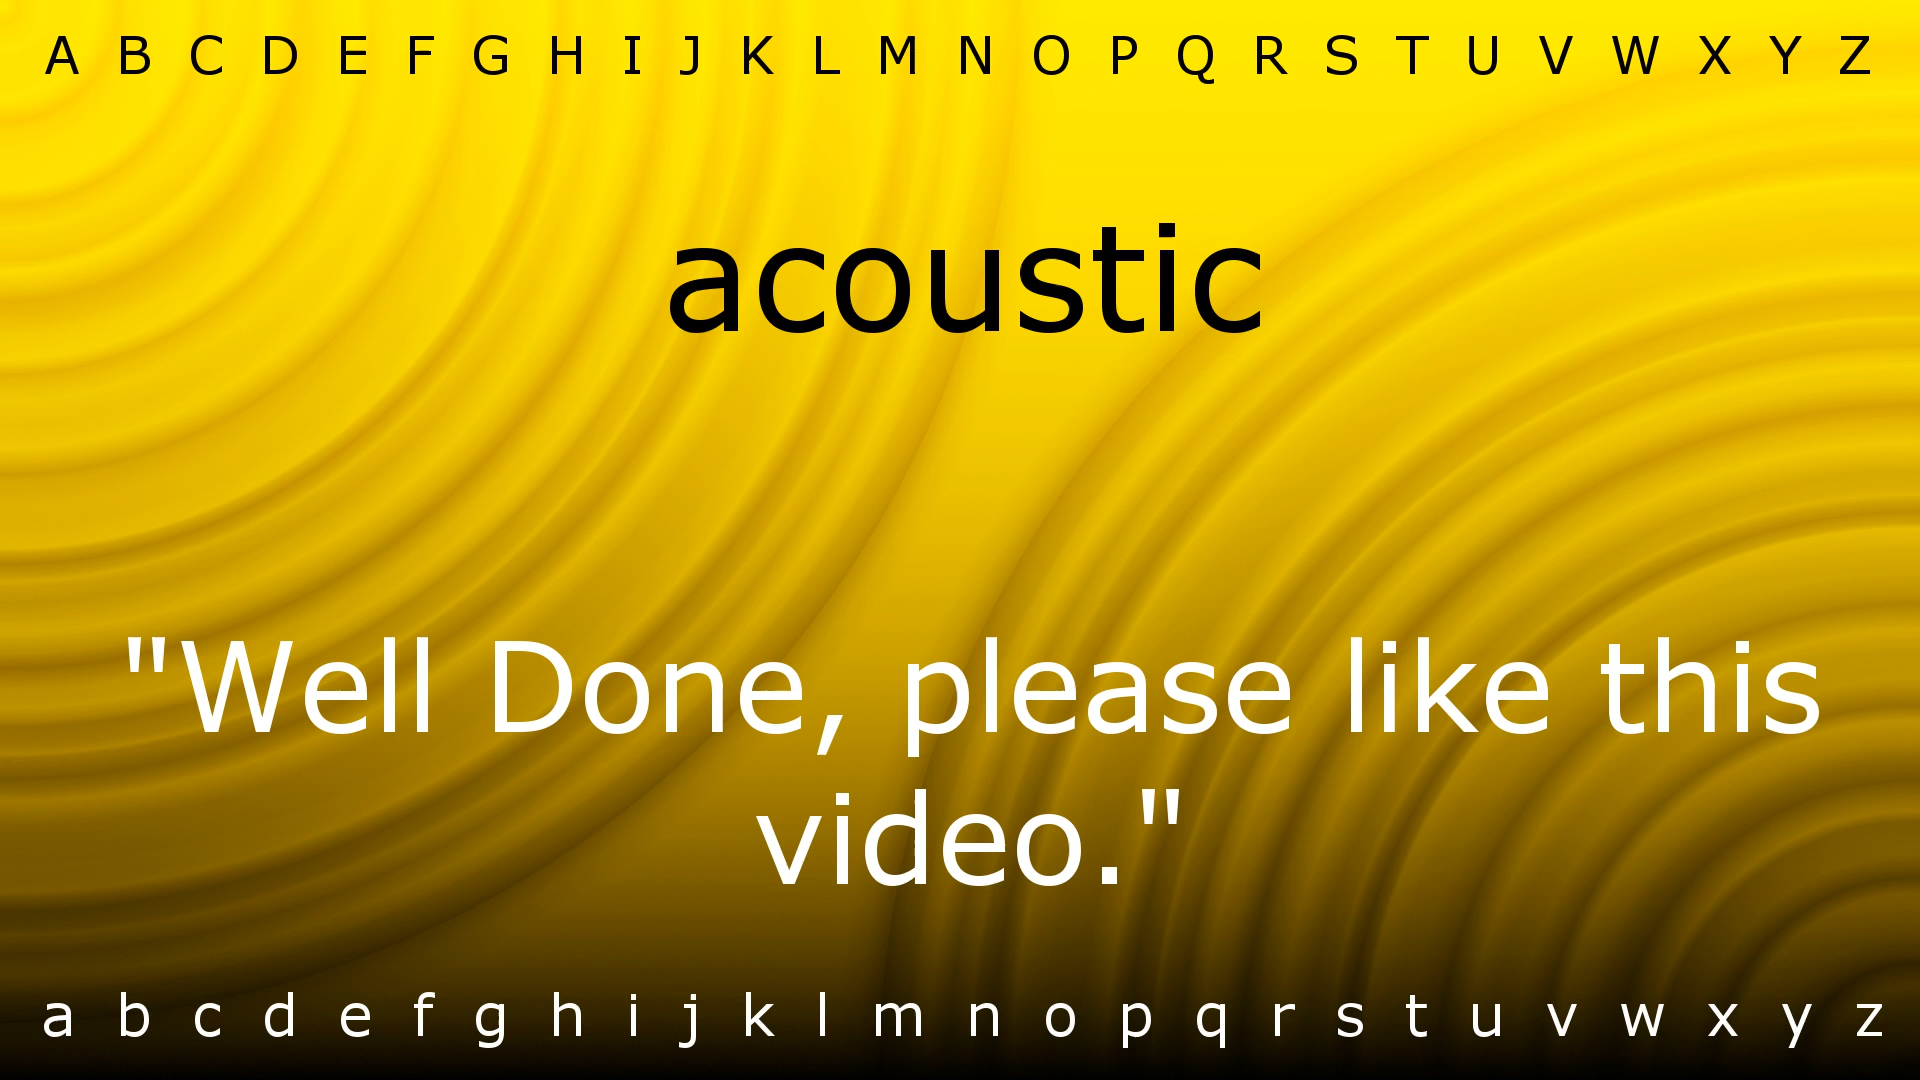 A B C D E F G H I J K L M N O P Q R S T U V W X Y Z
acoustic
"Well Done, please like this
video."
a b c d e f g h i j k l m n o p q r s t u v w x y z